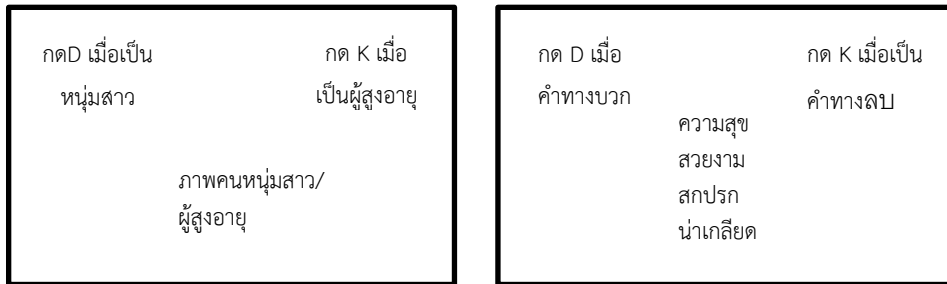 กดD เมื่อเป็น
หนุ่มสาว
กด K เมื่อ
เป็นผู้สูงอายุ
ภาพคนหนุ่มสาว/
ผู้สูงอายุ
กด D เมื่อ
คำทางบวก
กด K เมื่อเป็น
คำทางลบ
ความสุข
สวยงาม
สกปรก
น่าเกลียด